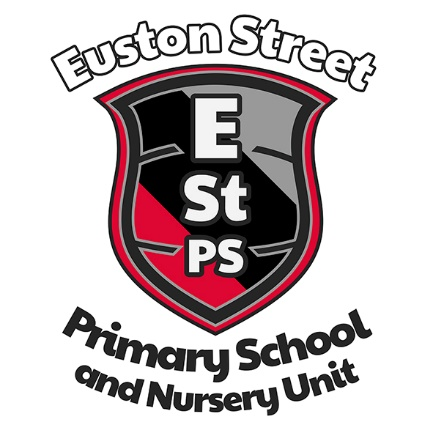 Euston Street
E
St
PS
Primary School
and Nursery Unit